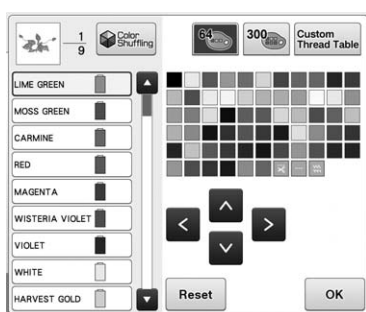 1
9
Color
Shuffling
64
300
Custom
Thread Table
LIME GREEN
MOSS GREEN
CARMINE
RED
MAGENTA
WISTERIA VIOLET
VIOLET
WHITE
HARVEST GOLD
Reset
OK